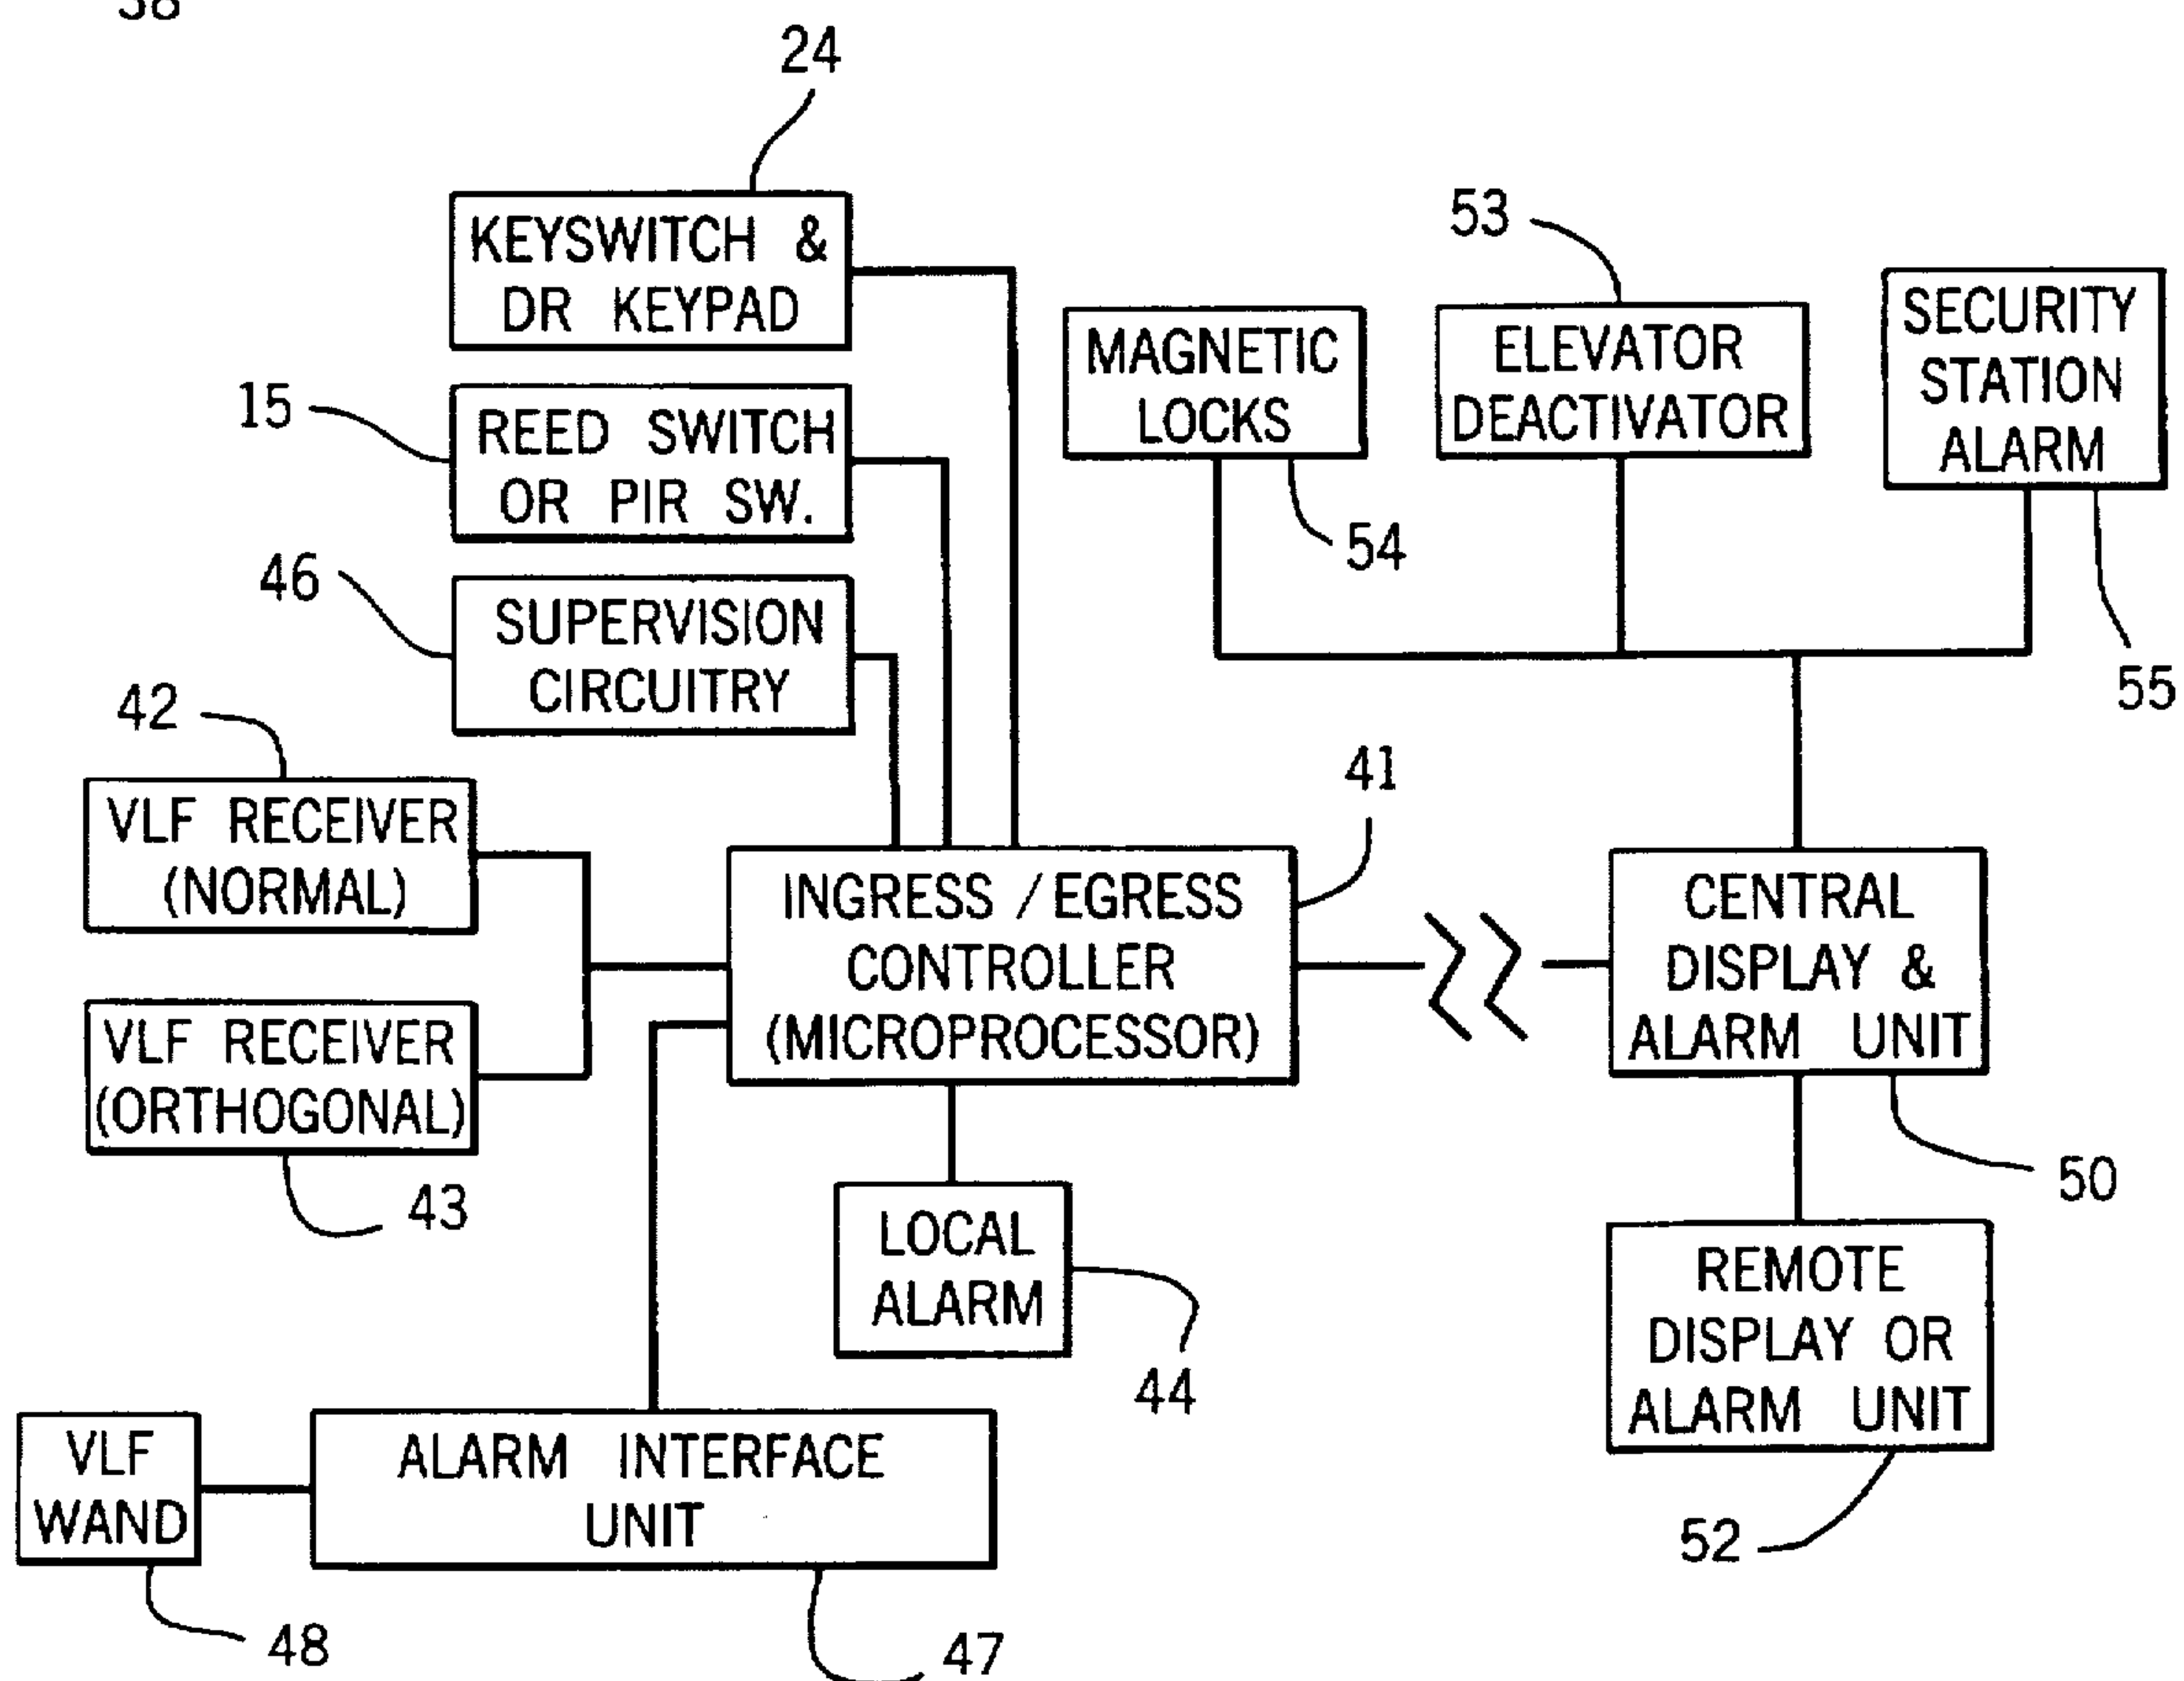 38
24
KEYSWITCH &
DR KEYPAD
53
SECURITY
STATION
ALARM
MAGNETIC
LOCKS
ELEVATOR
DEACTIVATOR
15
REED SWITCH
OR PIR SW.
54
46
SUPERVISION
CIRCUITRY
55
42
VLF RECEIVER
(NORMAL)
41
INGRESS / EGRESS
CONTROLLER
(MICROPROCESSOR)
CENTRAL
DISPLAY &
ALARM UNIT
VLF RECEIVER
(ORTHOGONAL)
43
50
LOCAL
ALARM
44
REMOTE
DISPLAY OR
ALARM UNIT
52
VLF
WAND
ALARM INTERFACE
UNIT
48
47